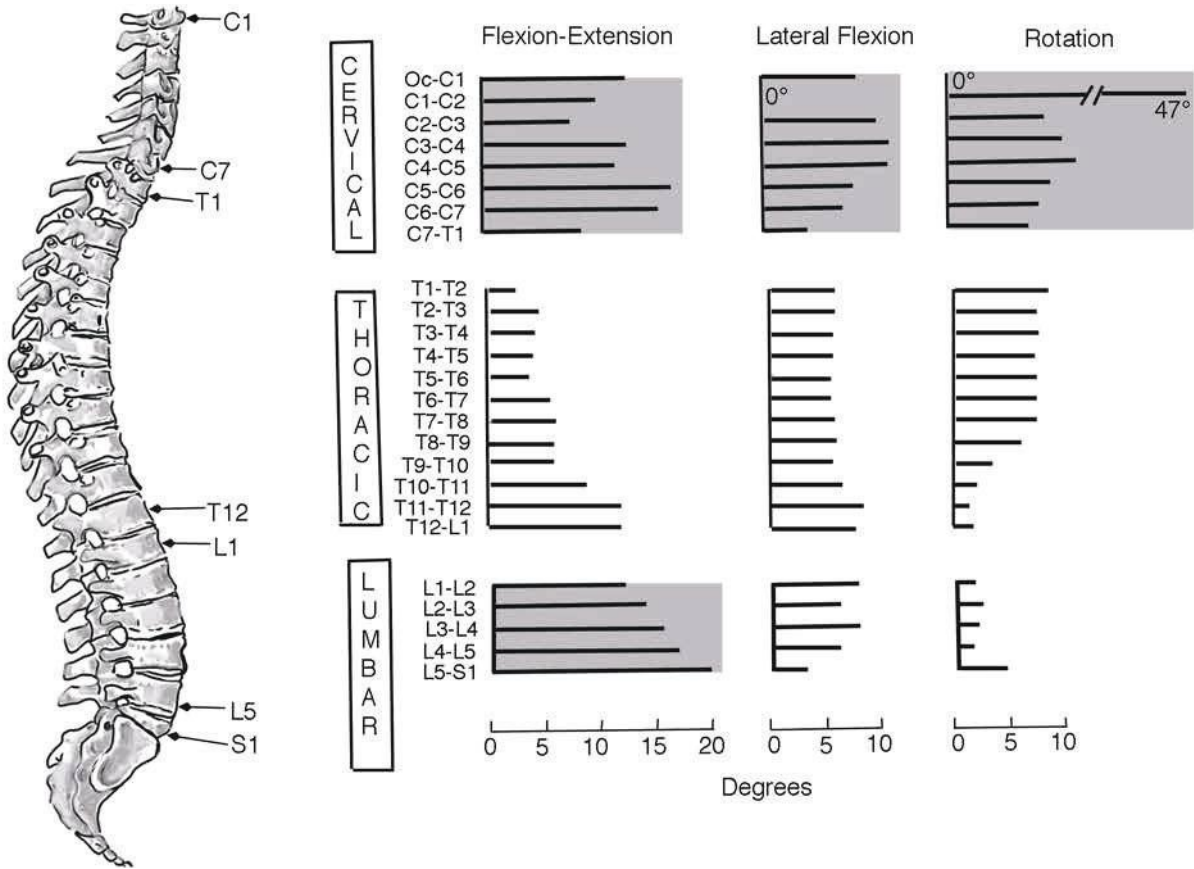 C1
C7
T1
T12
L1
L5
S1
Flexion-Extension
Lateral Flexion
Rotation
CERVICAL
Oc-C1
C1-C2
C2-C3
C3-C4
C4-C5
C5-C6
C6-C7
C7-T1
0°
0°
47°
THORACIC
T1-T2
T2-T3
T3-T4
T4-T5
T5-T6
T6-T7
T7-T8
T8-T9
T9-T10
T10-T11
T11-T12
T12-L1
LUMBAR
L1-L2
L2-L3
L3-L4
L4-L5
L5-S1
0 5 10 15 20
0 5 10
0 5 10
Degrees